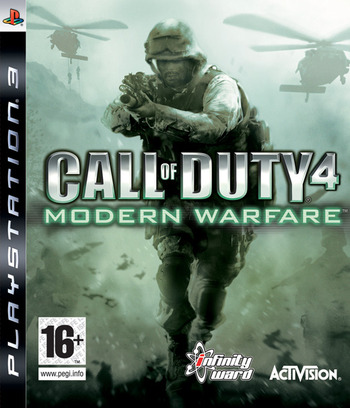 PLAYSTATION 3
CALL OF DUTY 4
MODERN WARFARE
16+
www.pegi.info
infinity
ward
ACTIVISION